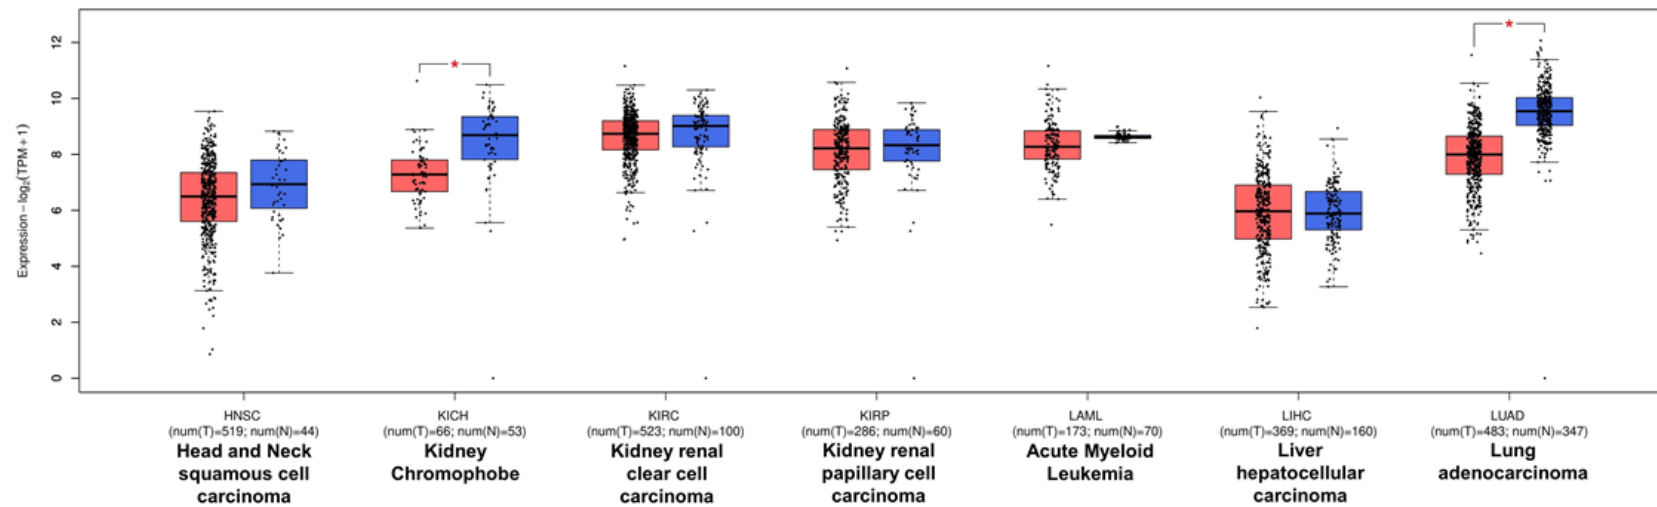 Expression – log₂(TPM + 1)
12
10
8
6
4
2
0
*
*
HNSC
(num(T)=519; num(N)=44)
Head and Neck
squamous cell
carcinoma
KICH
(num(T)=66; num(N)=53)
Kidney
Chromophobe
KIRC
(num(T)=523; num(N)=100)
Kidney renal
clear cell
carcinoma
KIRP
(num(T)=286; num(N)=60)
Kidney renal
papillary cell
carcinoma
LAML
(num(T)=173; num(N)=70)
Acute Myeloid
Leukemia
LIHC
(num(T)=369; num(N)=160)
Liver
hepatocellular
carcinoma
LUAD
(num(T)=483; num(N)=347)
Lung
adenocarcinoma